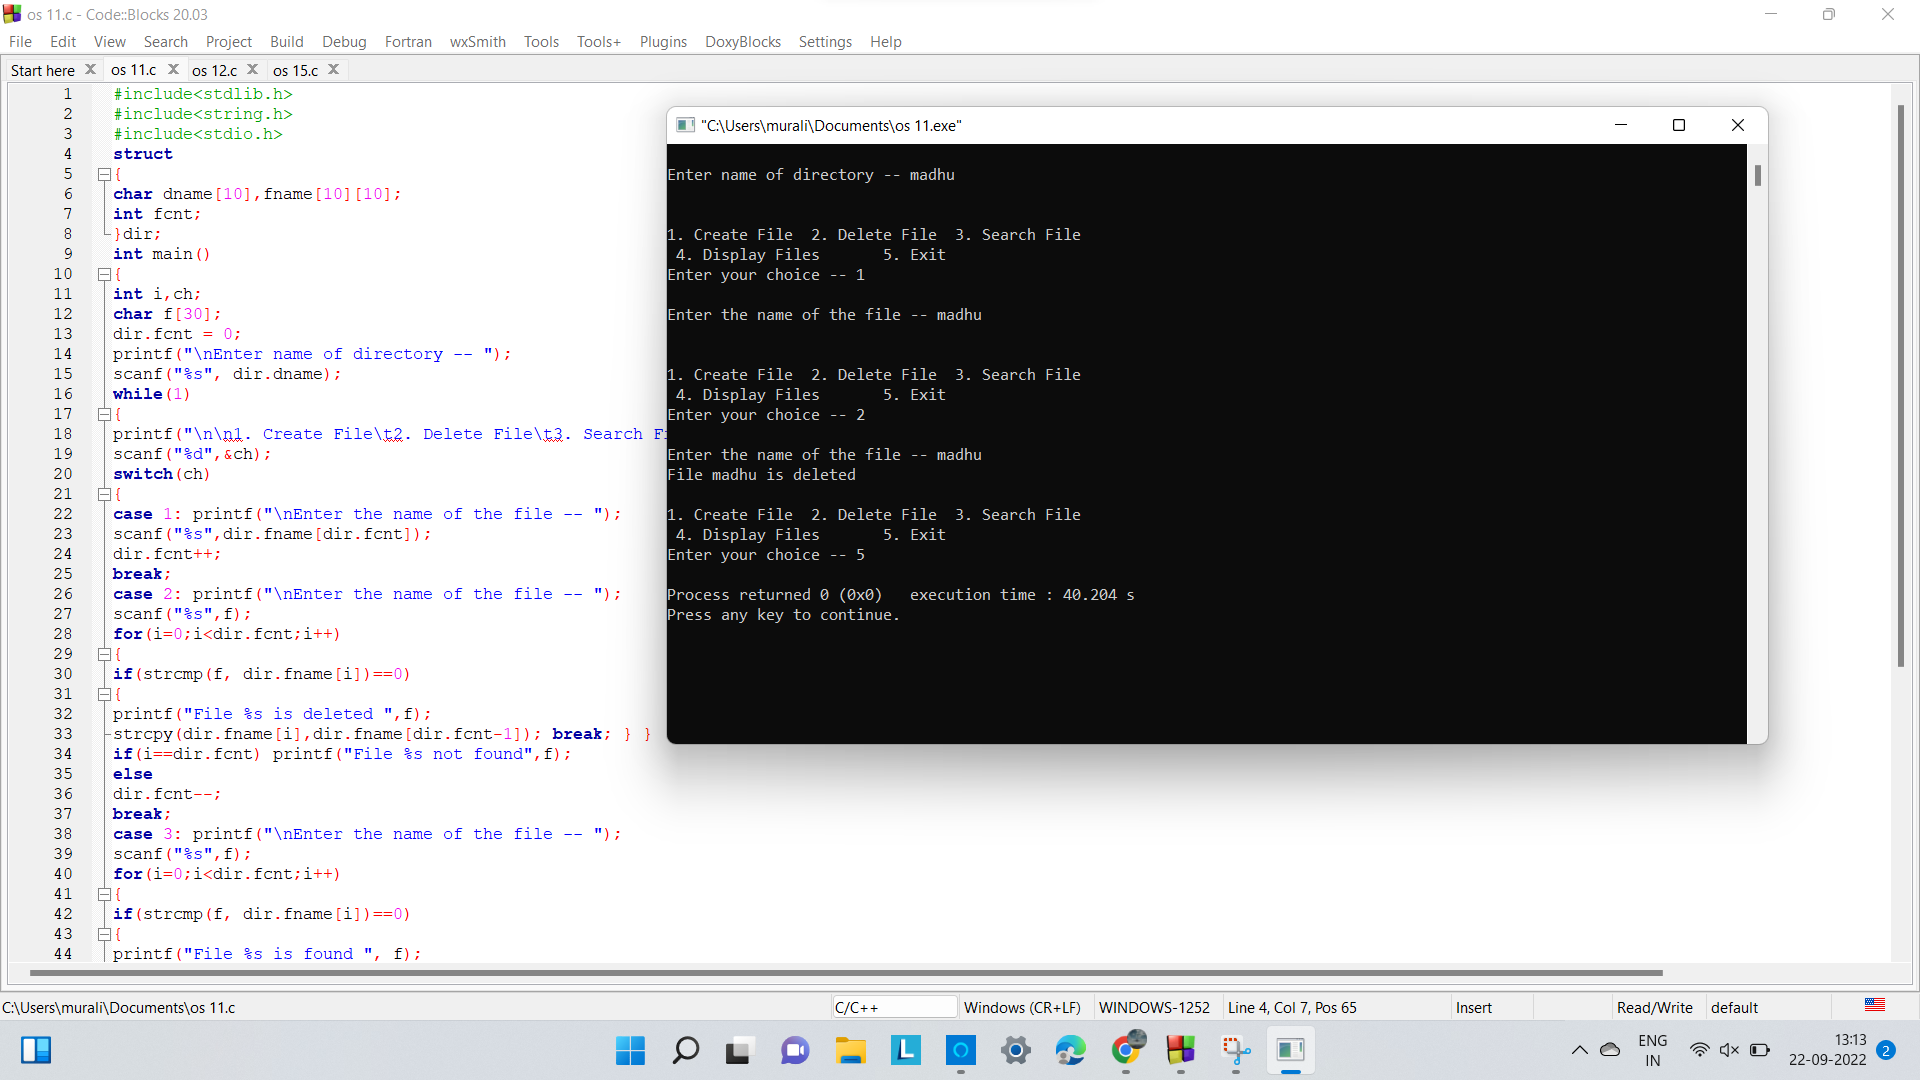 os 11.c - Code::Blocks 20.03
File Edit View Search Project Build Debug Fortran wxSmith Tools Tools+ Plugins DoxyBlocks Settings Help
Start here os 11.c os 12.c os 15.c
1 #include<stdlib.h>
2 #include<string.h>
3 #include<stdio.h>
4 struct
5 {
6 char dname[10],fname[10][10];
7 int fcnt;
8 }dir;
9 int main()
10 {
11 int i,ch;
12 char f[30];
13 dir.fcnt = 0;
14 printf("\nEnter name of directory -- ");
15 scanf("%s", dir.dname);
16 while(1)
17 {
18 printf("\n\n1. Create File\t2. Delete File\t3. Search F
19 scanf("%d",&ch);
20 switch(ch)
21 {
22 case 1: printf("\nEnter the name of the file -- ");
23 scanf("%s",dir.fname[dir.fcnt]);
24 dir.fcnt++;
25 break;
26 case 2: printf("\nEnter the name of the file -- ");
27 scanf("%s",f);
28 for(i=0;i<dir.fcnt;i++)
29 {
30 if(strcmp(f, dir.fname[i])==0)
31 {
32 printf("File %s is deleted ",f);
33 strcpy(dir.fname[i],dir.fname[dir.fcnt-1]); break; } }
34 if(i==dir.fcnt) printf("File %s not found",f);
35 else
36 dir.fcnt--;
37 break;
38 case 3: printf("\nEnter the name of the file -- ");
39 scanf("%s",f);
40 for(i=0;i<dir.fcnt;i++)
41 {
42 if(strcmp(f, dir.fname[i])==0)
43 {
44 printf("File %s is found ", f);
"C:\Users\murali\Documents\os 11.exe"
Enter name of directory -- madhu
1. Create File 2. Delete File 3. Search File
4. Display Files 5. Exit
Enter your choice -- 1
Enter the name of the file -- madhu
1. Create File 2. Delete File 3. Search File
4. Display Files 5. Exit
Enter your choice -- 2
Enter the name of the file -- madhu
File madhu is deleted
1. Create File 2. Delete File 3. Search File
4. Display Files 5. Exit
Enter your choice -- 5
Process returned 0 (0x0) execution time : 40.204 s
Press any key to continue.
C:\Users\murali\Documents\os 11.c C/C++ Windows (CR+LF) WINDOWS-1252 Line 4, Col 7, Pos 65 Insert Read/Write default
L
ENG
IN
13:13
22-09-2022
2